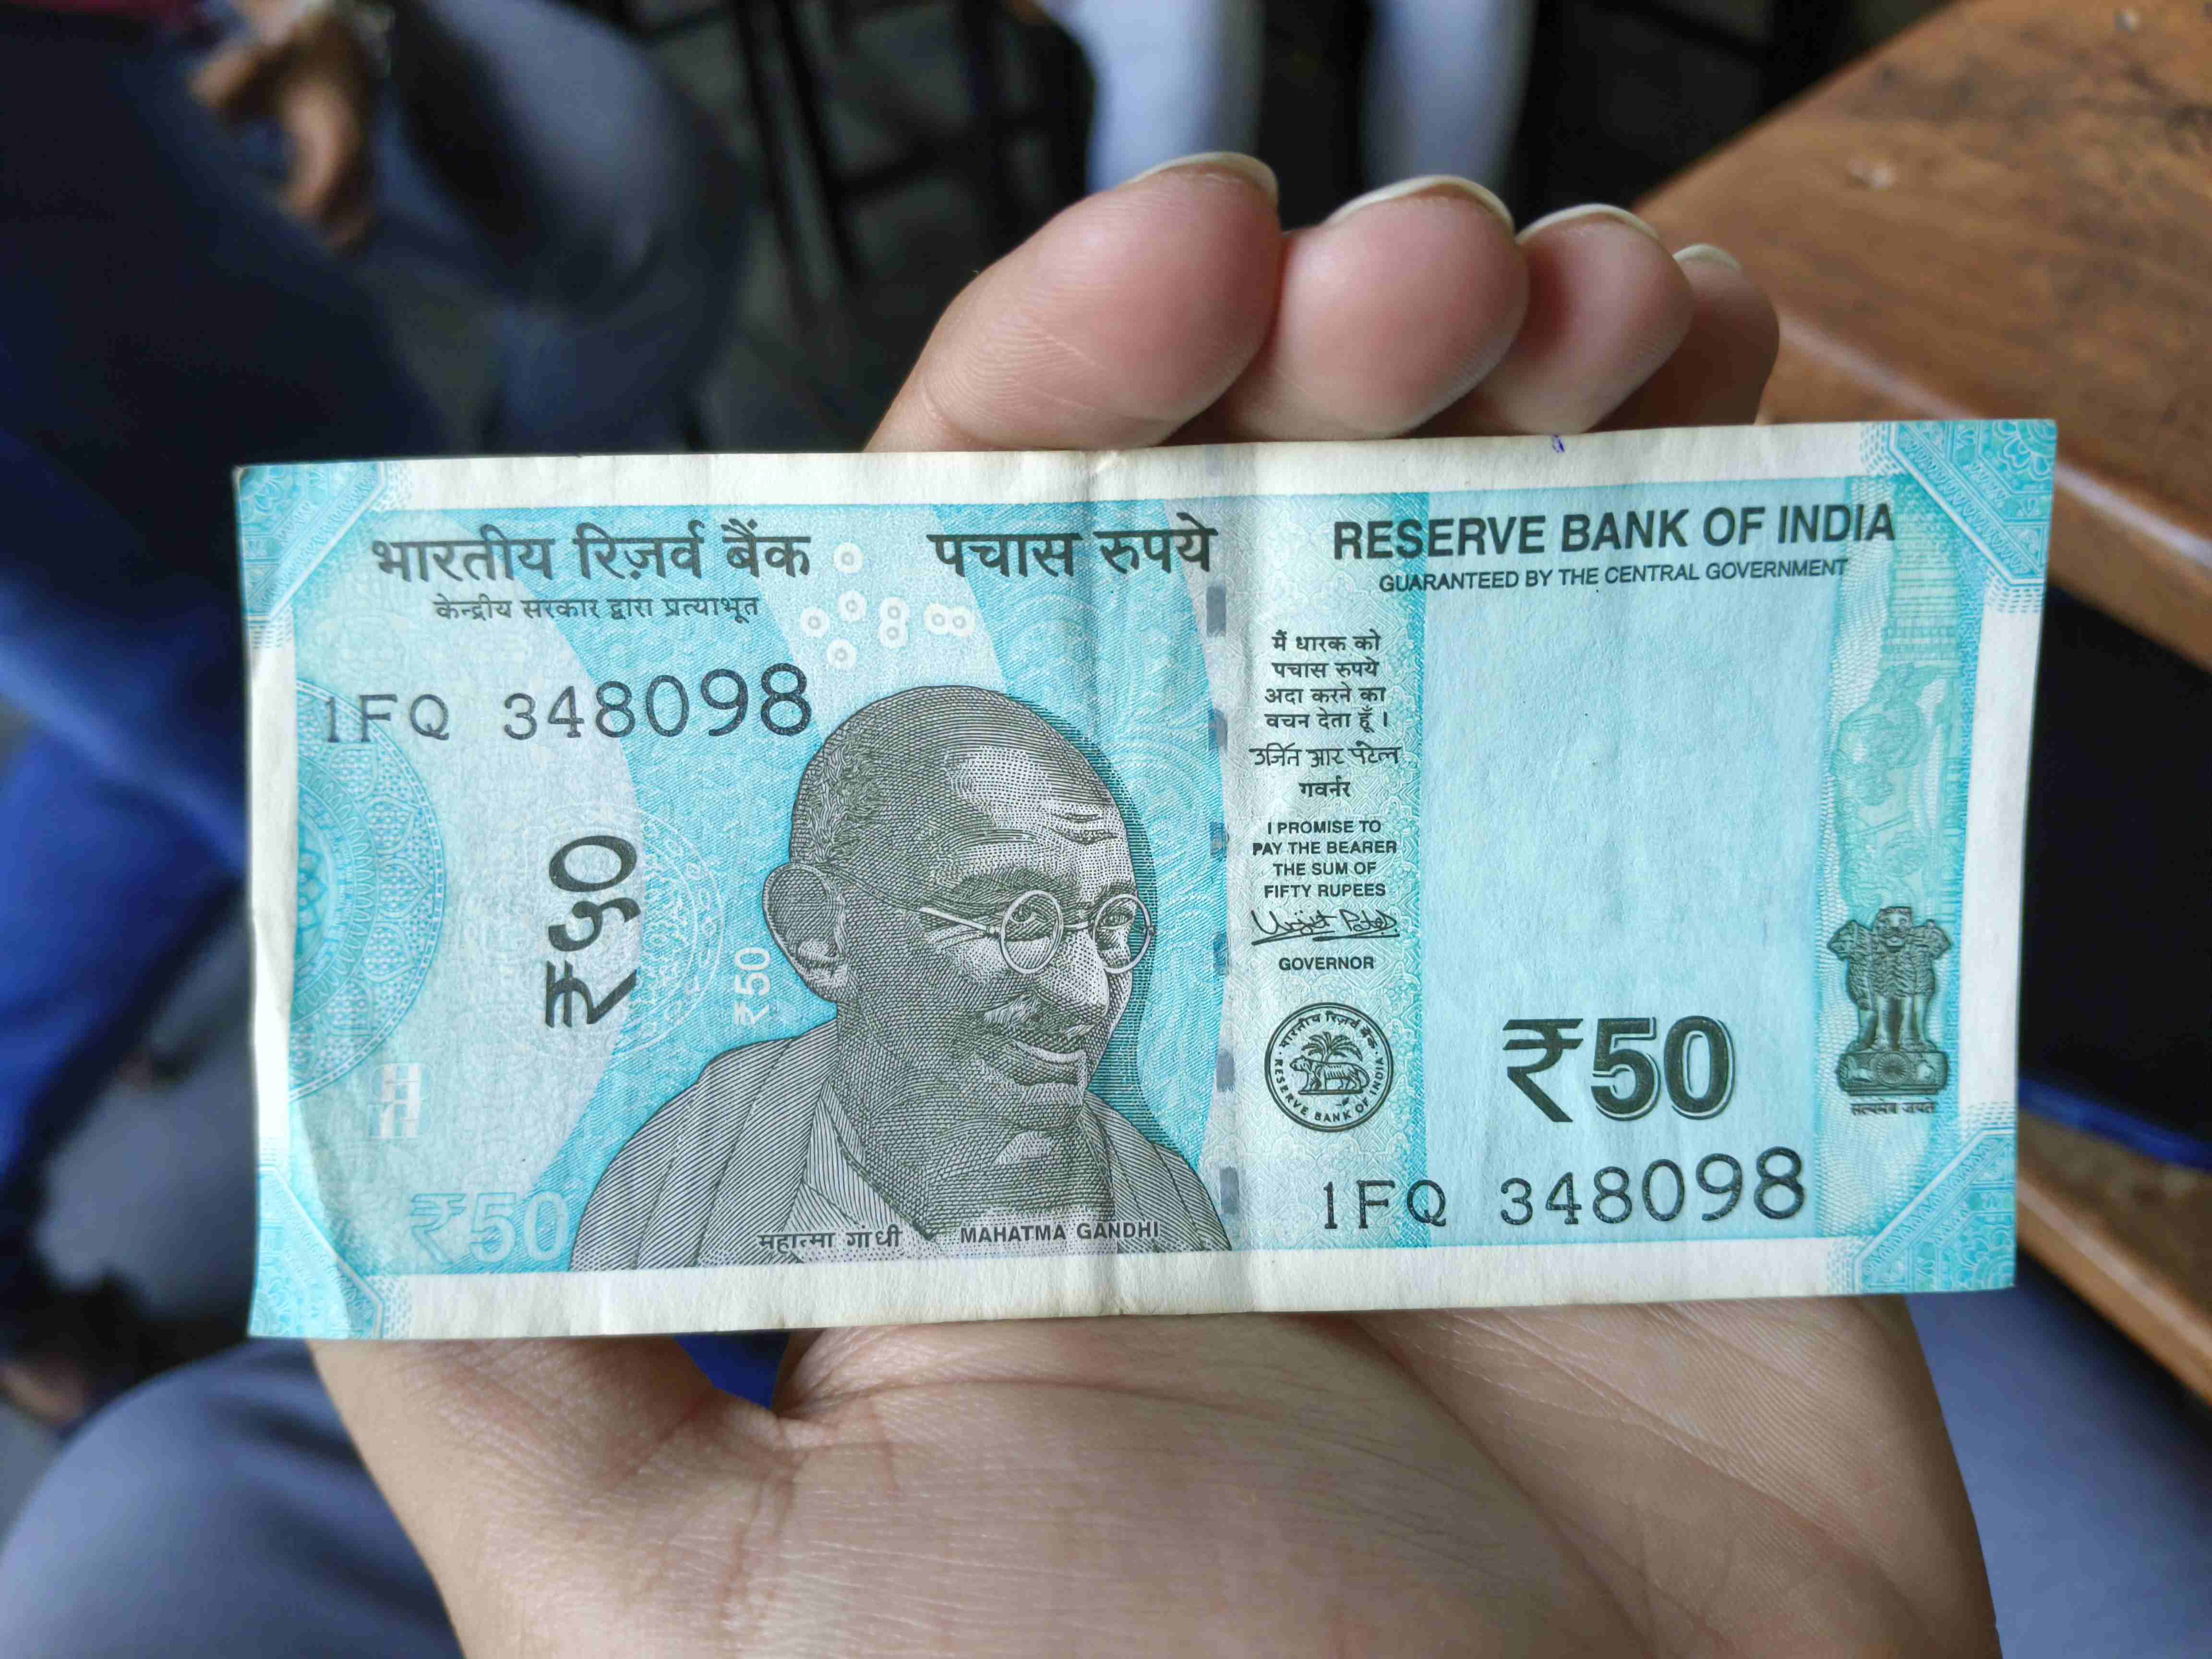 भारतीय रिज़र्व बैंक
केन्द्रीय सरकार द्वारा प्रत्याभूत
पचास रुपये
RESERVE BANK OF INDIA
GUARANTEED BY THE CENTRAL GOVERNMENT
1FQ 348098
₹५०
₹50
₹50
महात्मा गांधी MAHATMA GANDHI
मैं धारक को
पचास रुपये
अदा करने का
वचन देता हूँ।
उर्जित आर पटेल
गवर्नर
I PROMISE TO
PAY THE BEARER
THE SUM OF
FIFTY RUPEES
Urjit Patel
GOVERNOR
भारतीय रिज़र्व बैंक
RESERVE BANK OF INDIA
₹50
सत्यमेव जयते
1FQ 348098